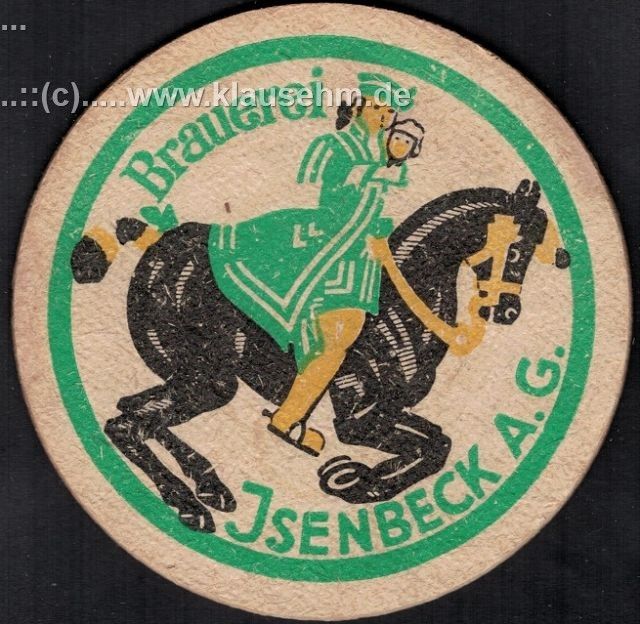 ...
..::(c).....www.klausehm.de
Brauerei
JSENBECK A.G.